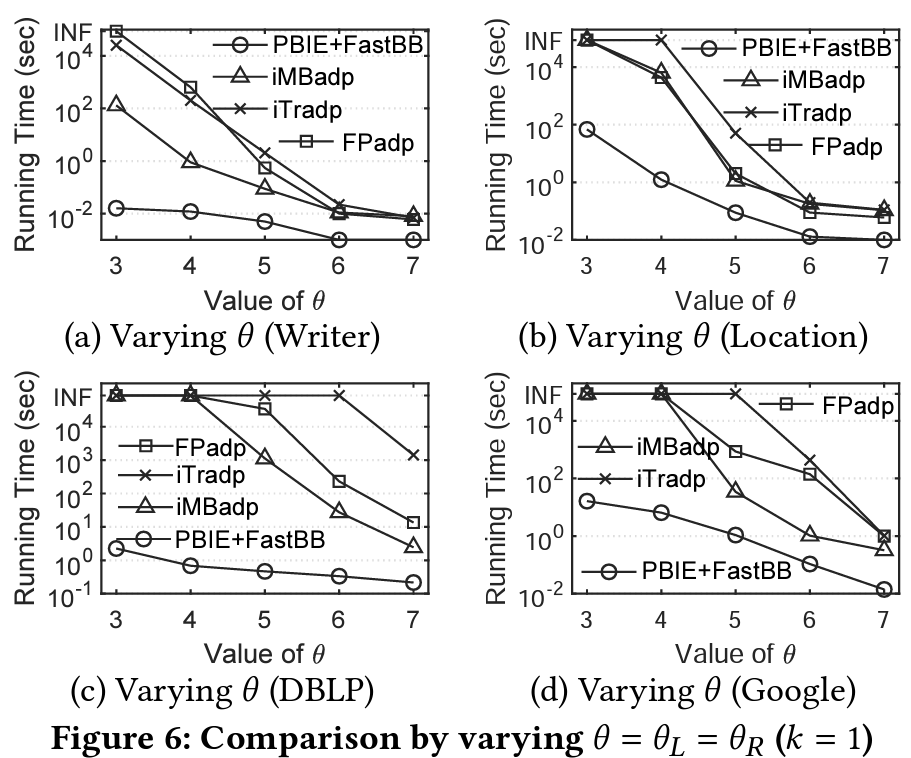 Running Time (sec)
INF
10^4
10^2
10^0
10^-2
PBIE+FastBB
iMBadp
iTradp
FPadp
3 4 5 6 7
Value of θ
(a) Varying θ (Writer)
Running Time (sec)
INF
10^4
10^2
10^0
10^-2
PBIE+FastBB
iMBadp
iTradp
FPadp
3 4 5 6 7
Value of θ
(b) Varying θ (Location)
Running Time (sec)
INF
10^4
10^3
10^2
10^1
10^0
10^-1
FPadp
iTradp
iMBadp
PBIE+FastBB
3 4 5 6 7
Value of θ
(c) Varying θ (DBLP)
Running Time (sec)
INF
10^4
10^2
10^0
10^-2
FPadp
iMBadp
iTradp
PBIE+FastBB
3 4 5 6 7
Value of θ
(d) Varying θ (Google)
Figure 6: Comparison by varying θ = θ_L = θ_R (k = 1)